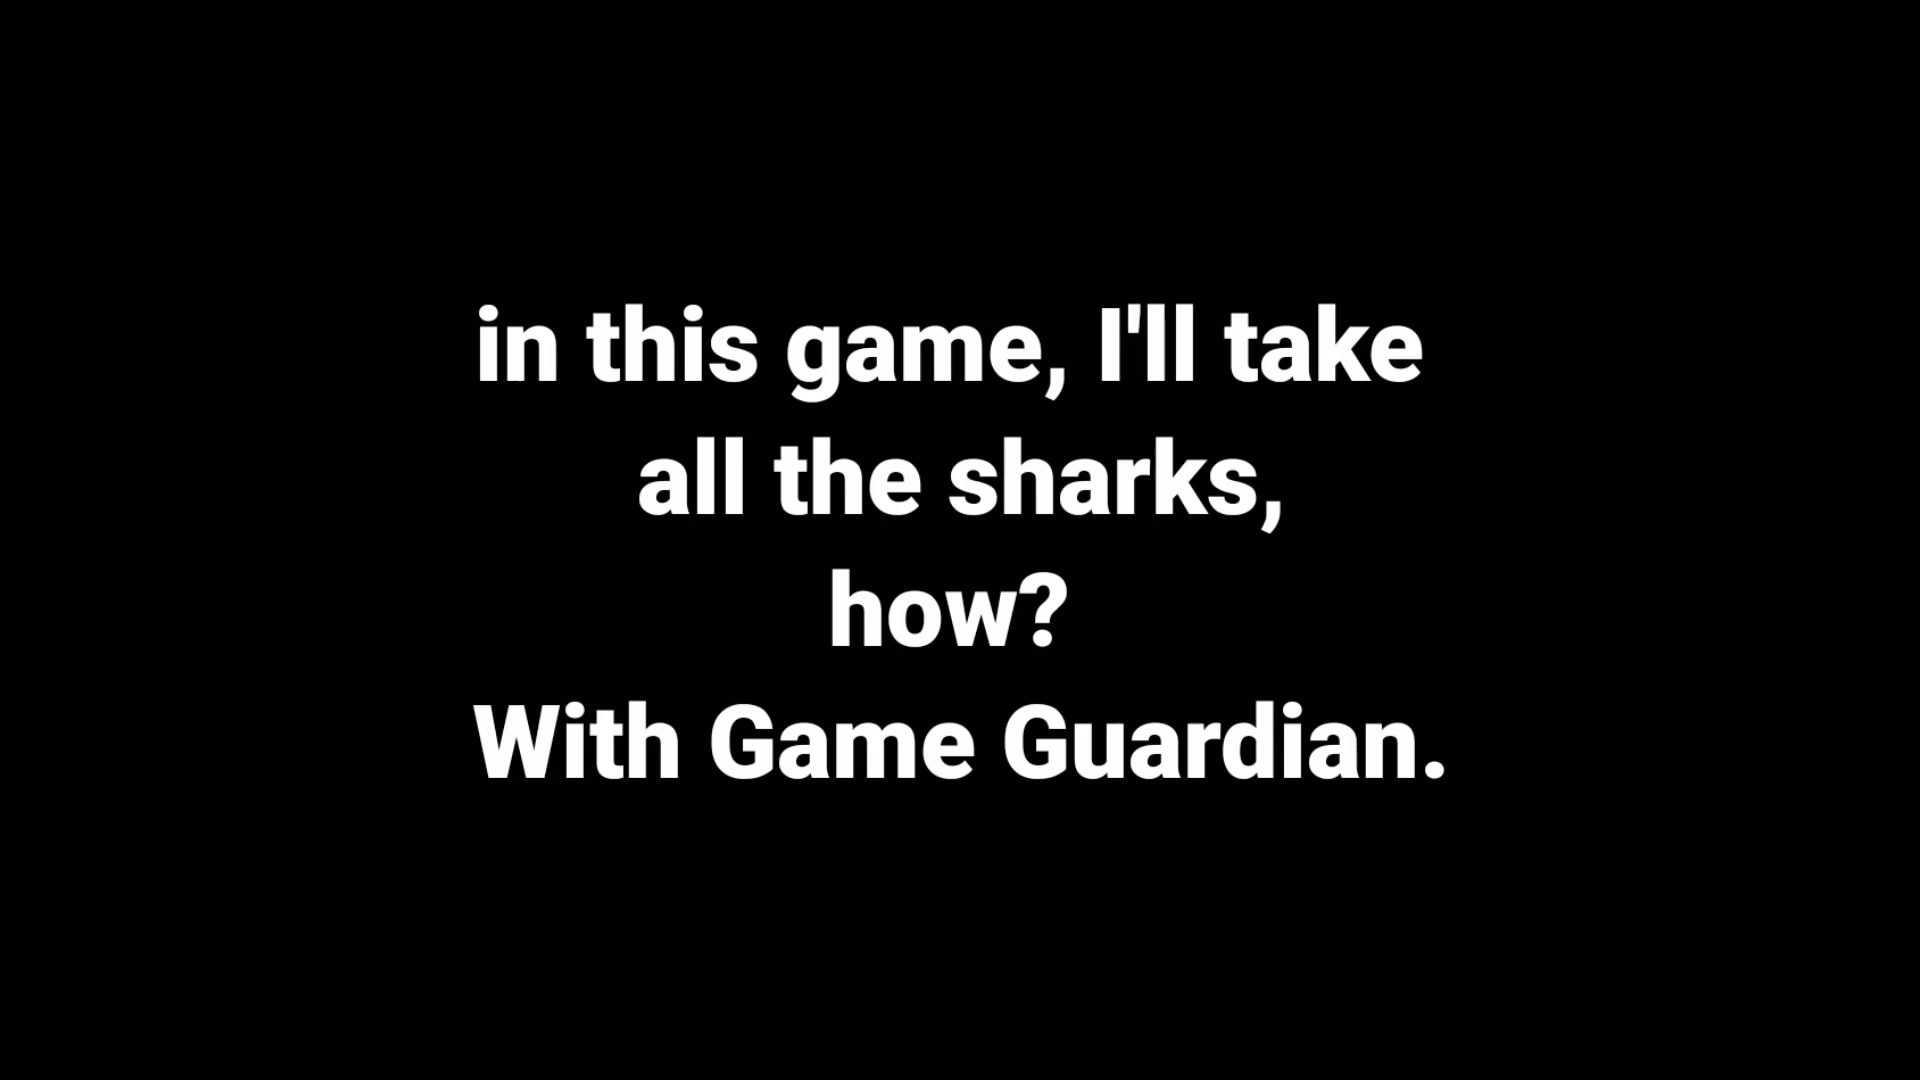 in this game, I'll take
all the sharks,
how?
With Game Guardian.